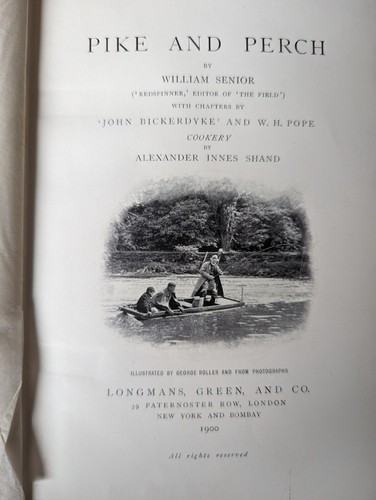 PIKE AND PERCH
BY
WILLIAM SENIOR
('REDSPINNER,' EDITOR OF 'THE FIELD')
WITH CHAPTERS BY
'JOHN BICKERDYKE' AND W. H. POPE
COOKERY
BY
ALEXANDER INNES SHAND
ILLUSTRATED BY GEORGE ROLLER AND FROM PHOTOGRAPHS
LONGMANS, GREEN, AND CO.
39 PATERNOSTER ROW, LONDON
NEW YORK AND BOMBAY
1900
All rights reserved